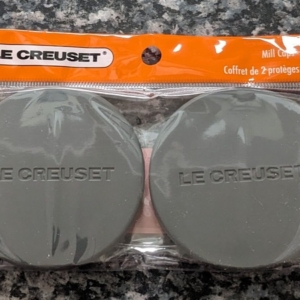 LE CREUSET®
Mill Caps
Coffret de 2 protèges
LE CREUSET
LE CREUSET